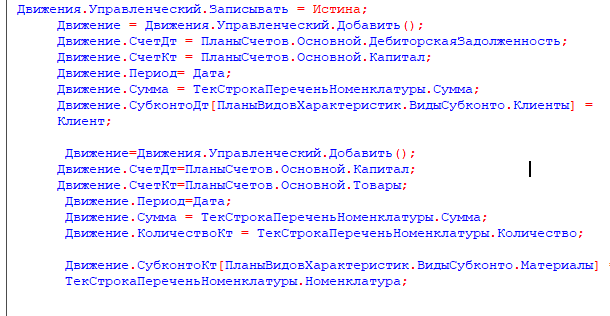 Движения.Управленческий.Записывать = Истина;
Движение = Движения.Управленческий.Добавить();
Движение.СчетДт = ПланыСчетов.Основной.ДебиторскаяЗадолженность;
Движение.СчетКт = ПланыСчетов.Основной.Капитал;
Движение.Период= Дата;
Движение.Сумма = ТекСтрокаПереченьНоменклатуры.Сумма;
Движение.СубконтоДт[ПланыВидовХарактеристик.ВидыСубконто.Клиенты] =
Клиент;
Движение=Движения.Управленческий.Добавить();
Движение.СчетДт=ПланыСчетов.Основной.Капитал;
Движение.СчетКт=ПланыСчетов.Основной.Товары;
Движение.Период=Дата;
Движение.Сумма = ТекСтрокаПереченьНоменклатуры.Сумма;
Движение.КоличествоКт = ТекСтрокаПереченьНоменклатуры.Количество;
Движение.СубконтоКт[ПланыВидовХарактеристик.ВидыСубконто.Материалы] =
ТекСтрокаПереченьНоменклатуры.Номенклатура;